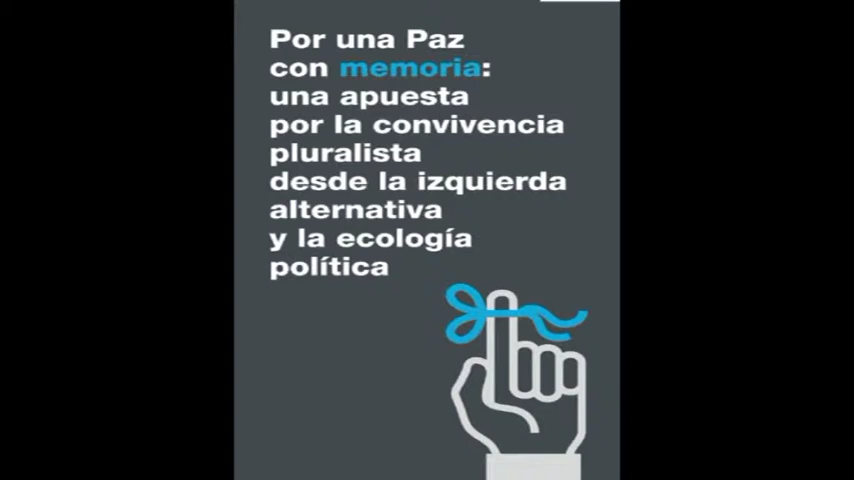 Por una Paz
con memoria:
una apuesta
por la convivencia
pluralista
desde la izquierda
alternativa
y la ecología
política